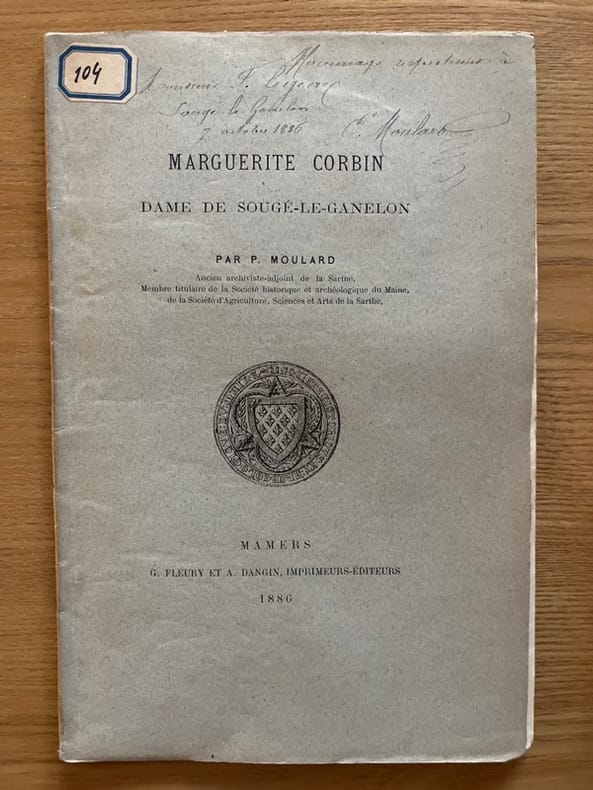 104
Hommage respectueux à
Monsieur F. Legeay
Sougé-le-Ganelon
7 octobre 1886 P. Moulard
MARGUERITE CORBIN
DAME DE SOUGÉ-LE-GANELON
PAR P. MOULARD
Ancien archiviste-adjoint de la Sarthe,
Membre titulaire de la Société historique et archéologique du Maine,
de la Société d'Agriculture, Sciences et Arts de la Sarthe,
MAMERS
G. FLEURY ET A. DANGIN, IMPRIMEURS-ÉDITEURS
1886